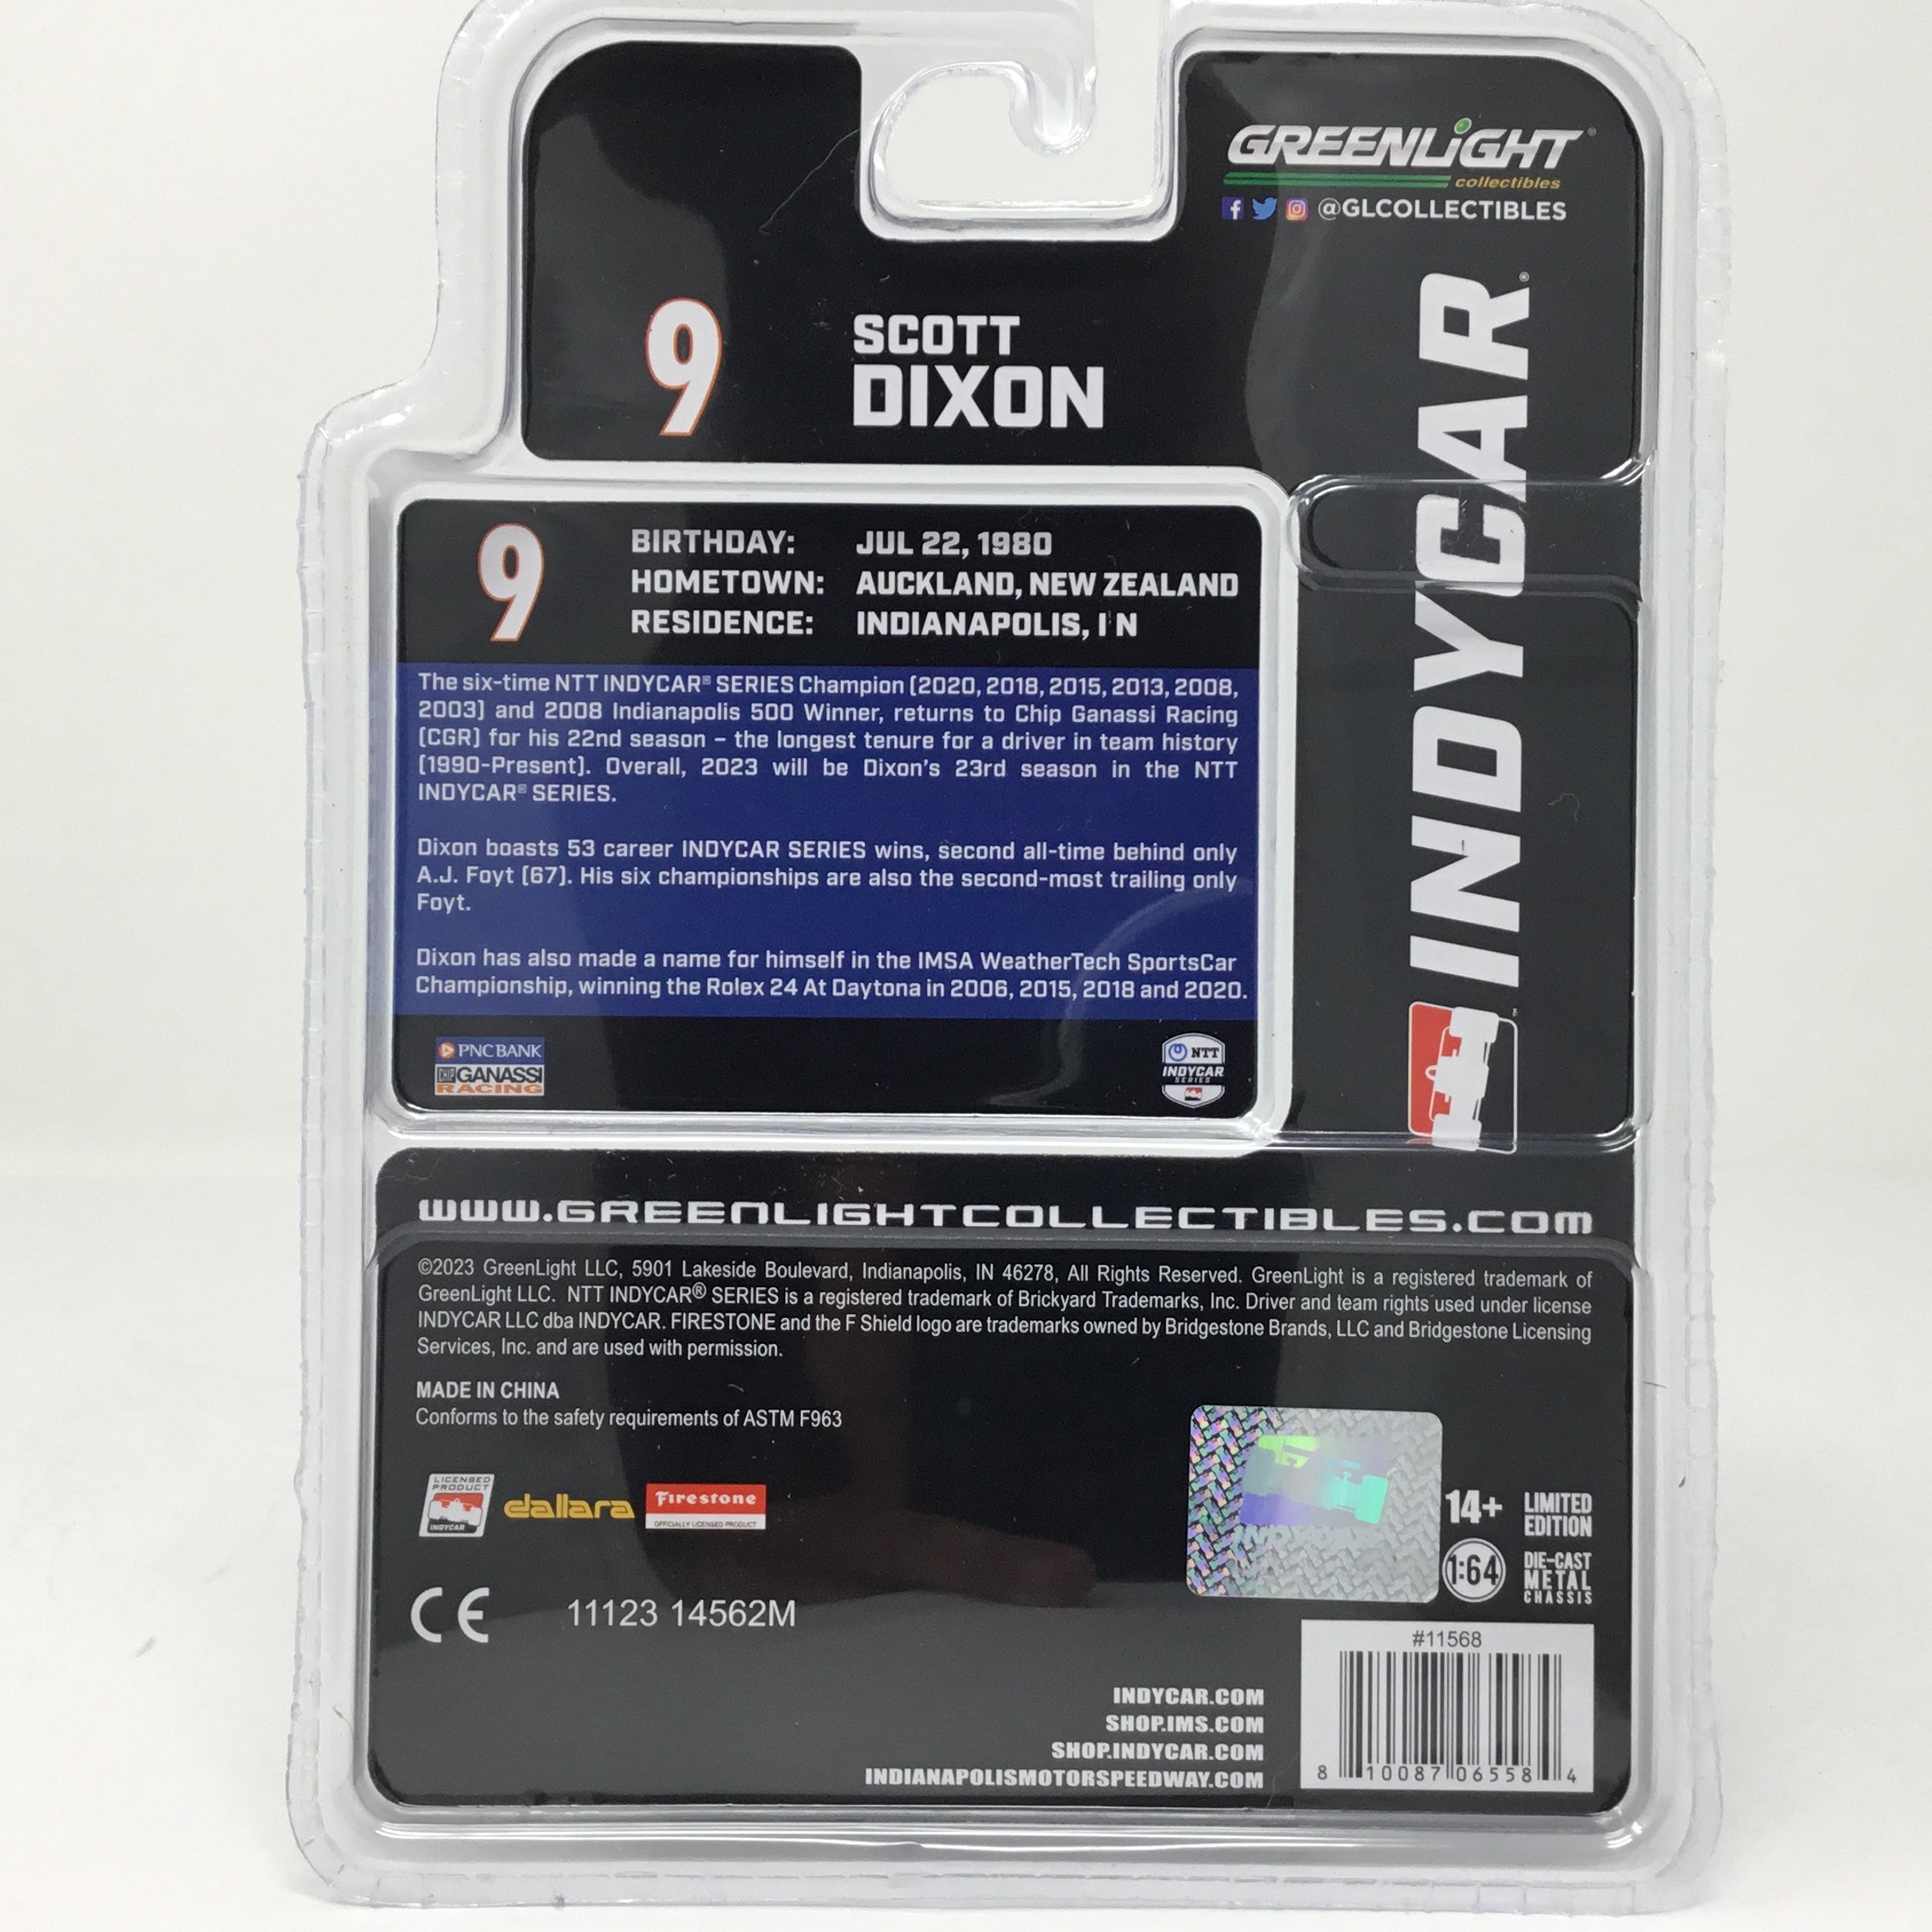 GREENLiGHT®
collectibles
@GLCOLLECTIBLES
9
SCOTT
DIXON
INDYCAR®
9
BIRTHDAY: JUL 22, 1980
HOMETOWN: AUCKLAND, NEW ZEALAND
RESIDENCE: INDIANAPOLIS, IN
The six-time NTT INDYCAR® SERIES Champion (2020, 2018, 2015, 2013, 2008,
2003) and 2008 Indianapolis 500 Winner, returns to Chip Ganassi Racing
(CGR) for his 22nd season – the longest tenure for a driver in team history
(1990-Present). Overall, 2023 will be Dixon's 23rd season in the NTT
INDYCAR® SERIES.
Dixon boasts 53 career INDYCAR SERIES wins, second all-time behind only
A.J. Foyt (67). His six championships are also the second-most trailing only
Foyt.
Dixon has also made a name for himself in the IMSA WeatherTech SportsCar
Championship, winning the Rolex 24 At Daytona in 2006, 2015, 2018 and 2020.
PNC BANK
CHIP GANASSI
RACING
NTT
INDYCAR
SERIES
WWW.GREENLIGHTCOLLECTIBLES.COM
©2023 GreenLight LLC, 5901 Lakeside Boulevard, Indianapolis, IN 46278, All Rights Reserved. GreenLight is a registered trademark of
GreenLight LLC. NTT INDYCAR® SERIES is a registered trademark of Brickyard Trademarks, Inc. Driver and team rights used under license
INDYCAR LLC dba INDYCAR. FIRESTONE and the F Shield logo are trademarks owned by Bridgestone Brands, LLC and Bridgestone Licensing
Services, Inc. and are used with permission.
MADE IN CHINA
Conforms to the safety requirements of ASTM F963
LICENSED
PRODUCT
INDYCAR
dallara
Firestone
OFFICIALLY LICENSED PRODUCT
INDYCAR
14+
LIMITED
EDITION
1:64
DIE-CAST
METAL
CHASSIS
CE
11123 14562M
#11568
8 10087 06558 4
INDYCAR.COM
SHOP.IMS.COM
SHOP.INDYCAR.COM
INDIANAPOLISMOTORSPEEDWAY.COM